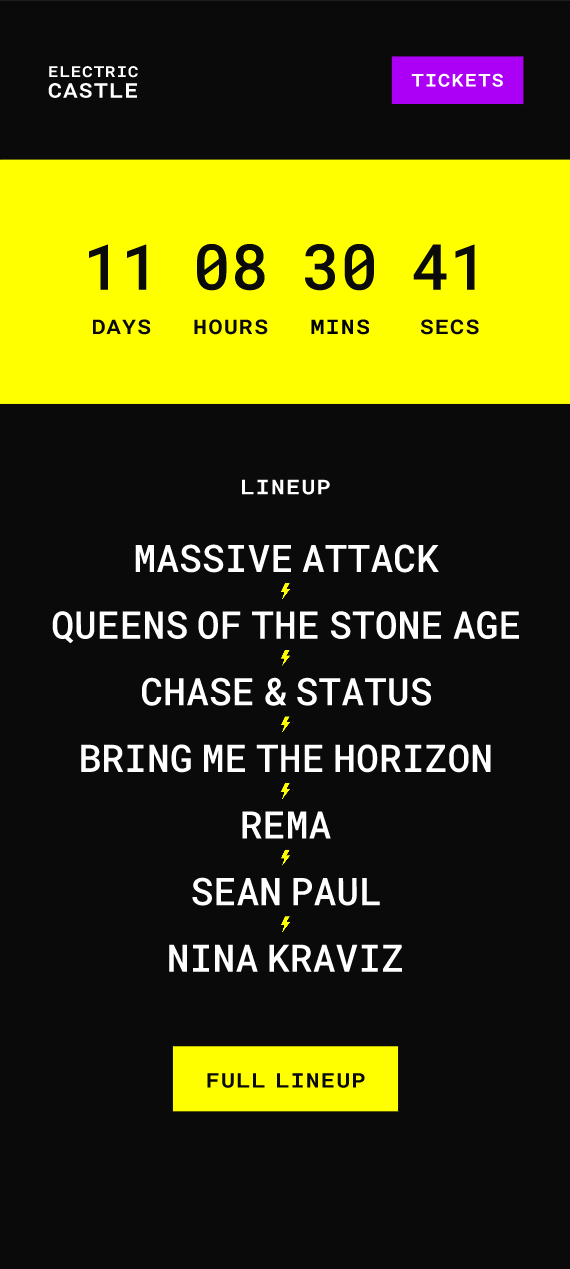 ELECTRIC
CASTLE
TICKETS
11 08 30 41
DAYS HOURS MINS SECS
LINEUP
MASSIVE ATTACK
QUEENS OF THE STONE AGE
CHASE & STATUS
BRING ME THE HORIZON
REMA
SEAN PAUL
NINA KRAVIZ
FULL LINEUP